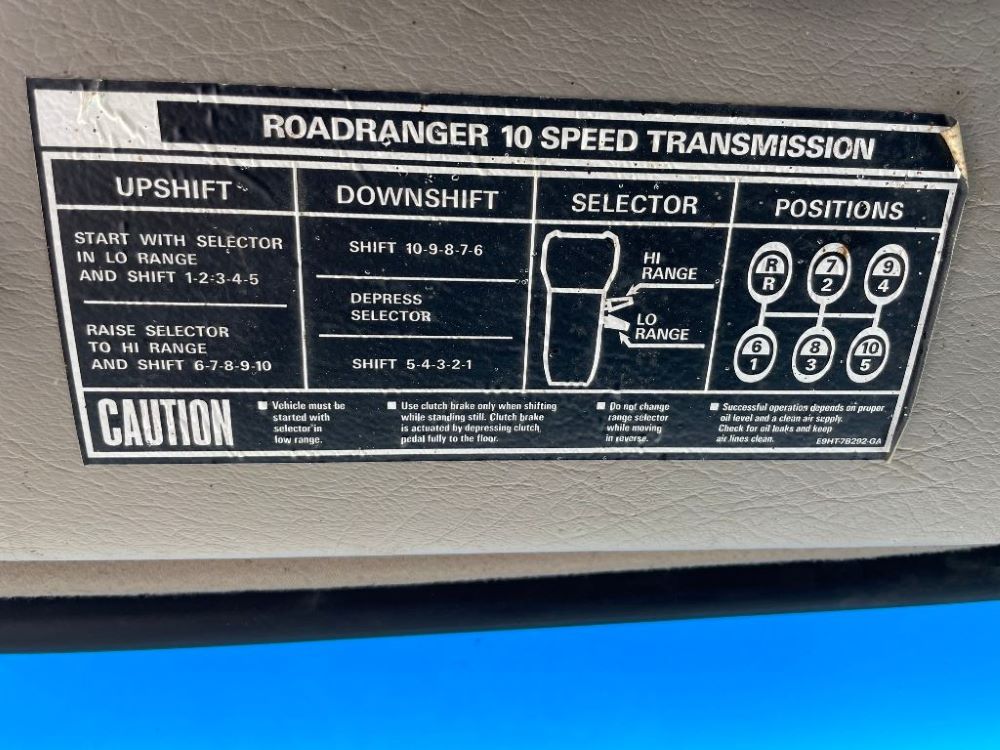 ROADRANGER 10 SPEED TRANSMISSION
UPSHIFT
START WITH SELECTOR
IN LO RANGE
AND SHIFT 1-2-3-4-5
RAISE SELECTOR
TO HI RANGE
AND SHIFT 6-7-8-9-10
DOWNSHIFT
SHIFT 10-9-8-7-6
DEPRESS
SELECTOR
SHIFT 5-4-3-2-1
SELECTOR
HI
RANGE
LO
RANGE
POSITIONS
R 7 9
R 2 4
6 8 10
1 3 5
CAUTION
Vehicle must be
started with
selector in
low range.
Use clutch brake only when shifting
while standing still. Clutch brake
is actuated by depressing clutch
pedal fully to the floor.
Do not change
range selector
while moving
in reverse.
Successful operation depends on proper
oil level and a clean air supply.
Check for oil leaks and keep
air lines clean.
E9HT-7B292-GA